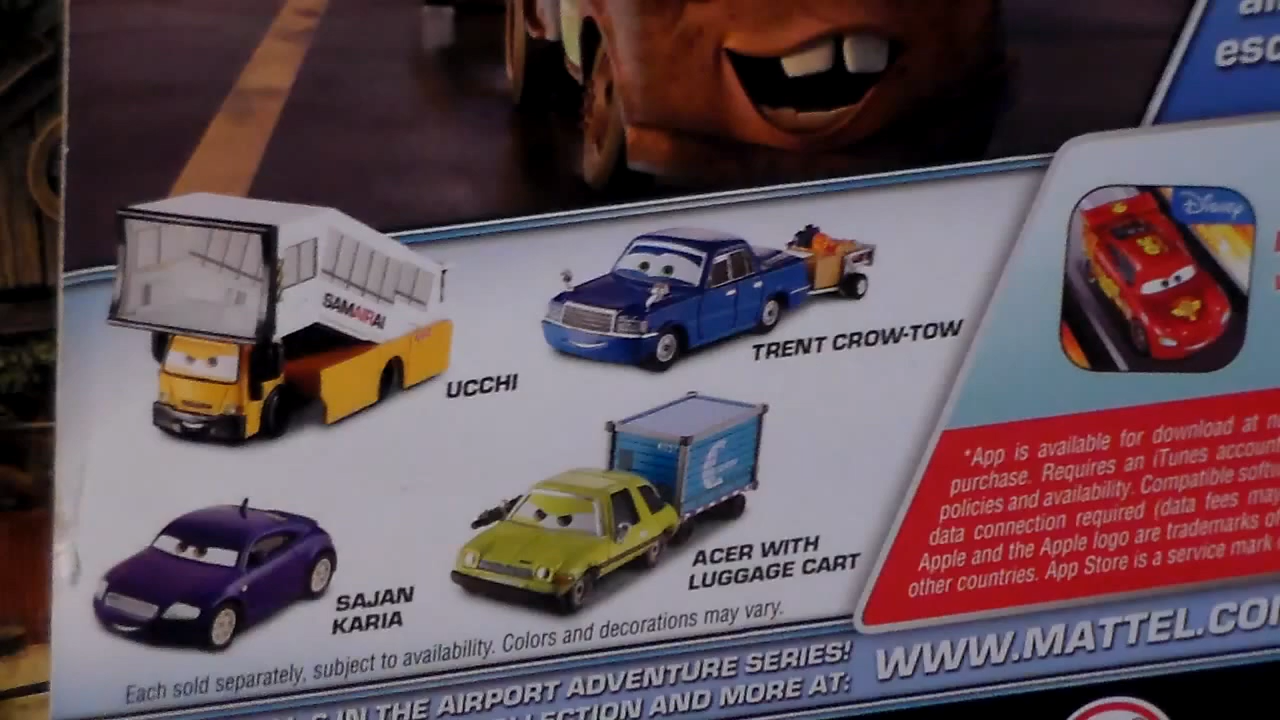 esc
Disney
SAMAIRAI
UCCHI
TRENT CROW-TOW
SAJAN
KARIA
ACER WITH
LUGGAGE CART
Each sold separately, subject to availability. Colors and decorations may vary.
IN THE AIRPORT ADVENTURE SERIES!
AND MORE AT:
WWW.MATTEL.CO
*App is available for download at
purchase. Requires an iTunes
policies and availability. Compatible
data connection required (data fees
Apple and the Apple logo are trademarks
other countries. App Store is a service mark